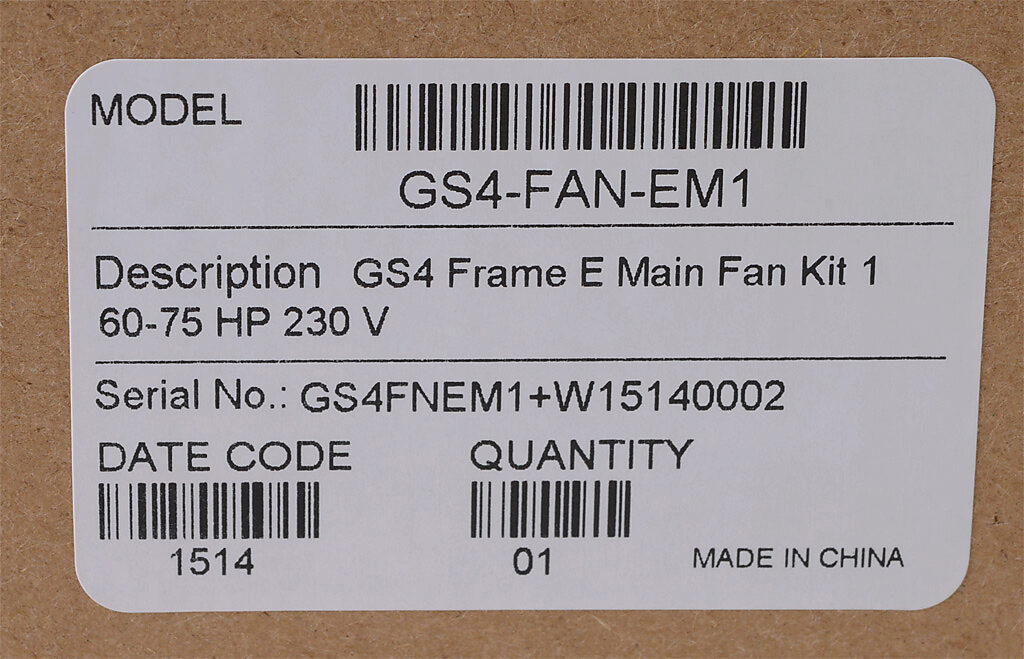 MODEL
GS4-FAN-EM1
Description GS4 Frame E Main Fan Kit 1
60-75 HP 230 V
Serial No.: GS4FNEM1+W15140002
DATE CODE QUANTITY
1514 01 MADE IN CHINA